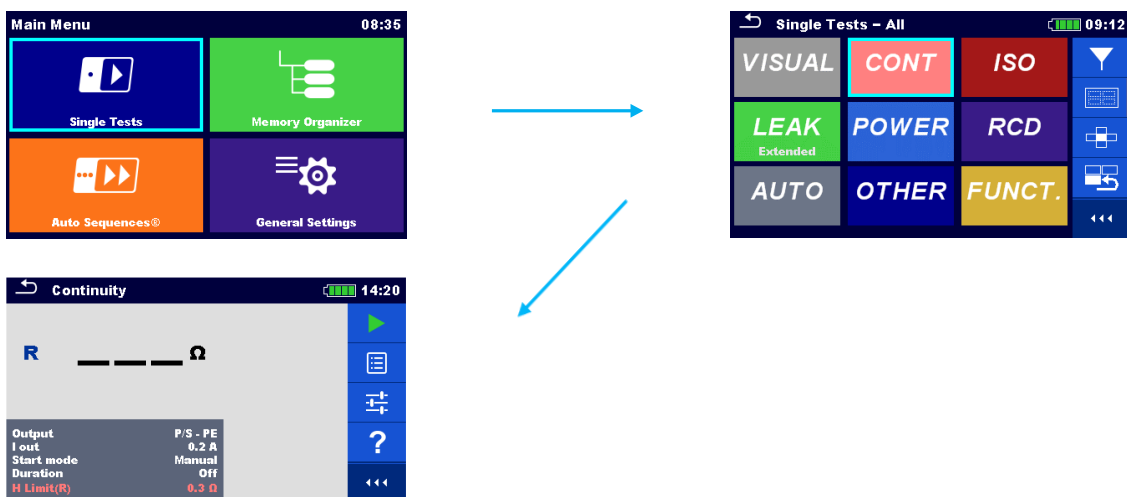 Main Menu 08:35
Single Tests
Memory Organizer
Auto Sequences®
General Settings
Single Tests – All 09:12
VISUAL CONT ISO
LEAK POWER RCD
Extended
AUTO OTHER FUNCT.
Continuity 14:20
R ___ Ω
Output P/S - PE
I out 0.2 A
Start mode Manual
Duration Off
H Limit(R) 0.3 Ω
?